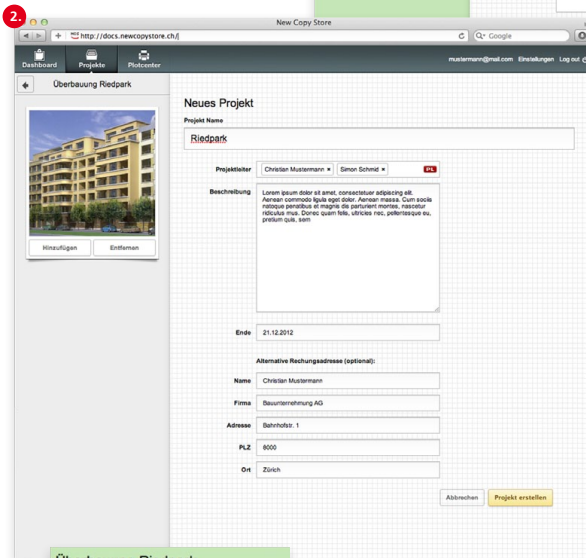 2.
New Copy Store
http://docs.newcopystore.ch/
Google
Dashboard Projekte Plotcenter
mustermann@mail.com Einstellungen Log out
Überbauung Riedpark
Hinzufügen Entfernen
Neues Projekt
Projekt Name
Riedpark
Projektleiter Christian Mustermann × Simon Schmid × PL
Beschreibung Lorem ipsum dolor sit amet, consectetuer adipiscing elit.
Aenean commodo ligula eget dolor. Aenean massa. Cum sociis
natoque penatibus et magnis dis parturient montes, nascetur
ridiculus mus. Donec quam felis, ultricies nec, pellentesque eu,
pretium quis, sem
Ende 21.12.2012
Alternative Rechungsadresse (optional):
Name Christian Mustermann
Firma Bauunternehmung AG
Adresse Bahnhofstr. 1
PLZ 8000
Ort Zürich
Abbrechen Projekt erstellen